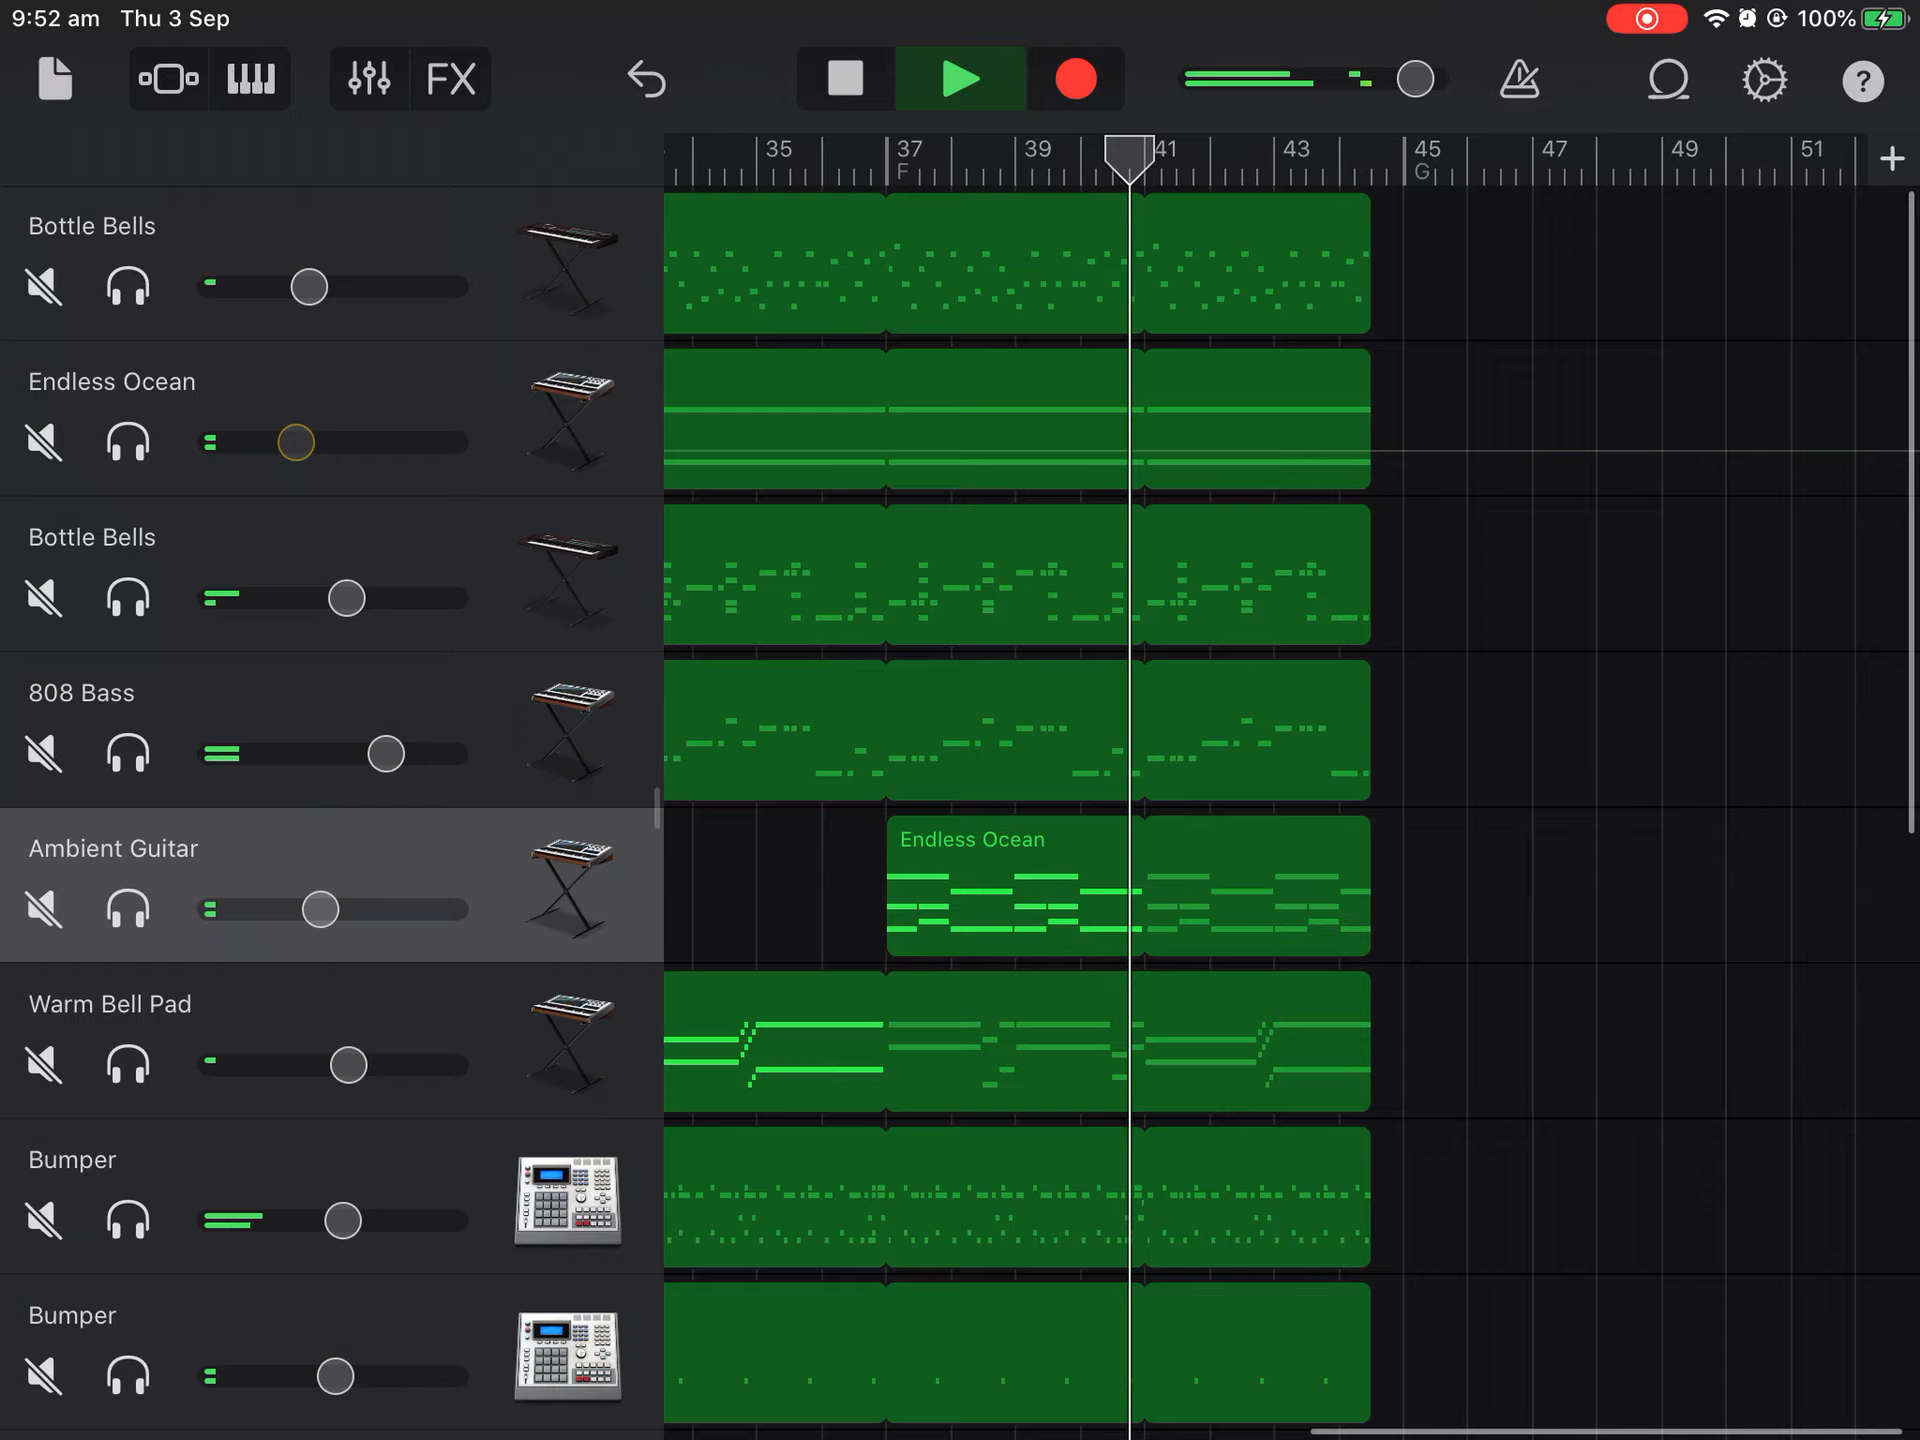 9:52 am Thu 3 Sep
100%
FX
?
35 37 39 41 43 45 47 49 51 +
F G
Bottle Bells
Endless Ocean
Bottle Bells
808 Bass
Ambient Guitar
Endless Ocean
Warm Bell Pad
Bumper
Bumper